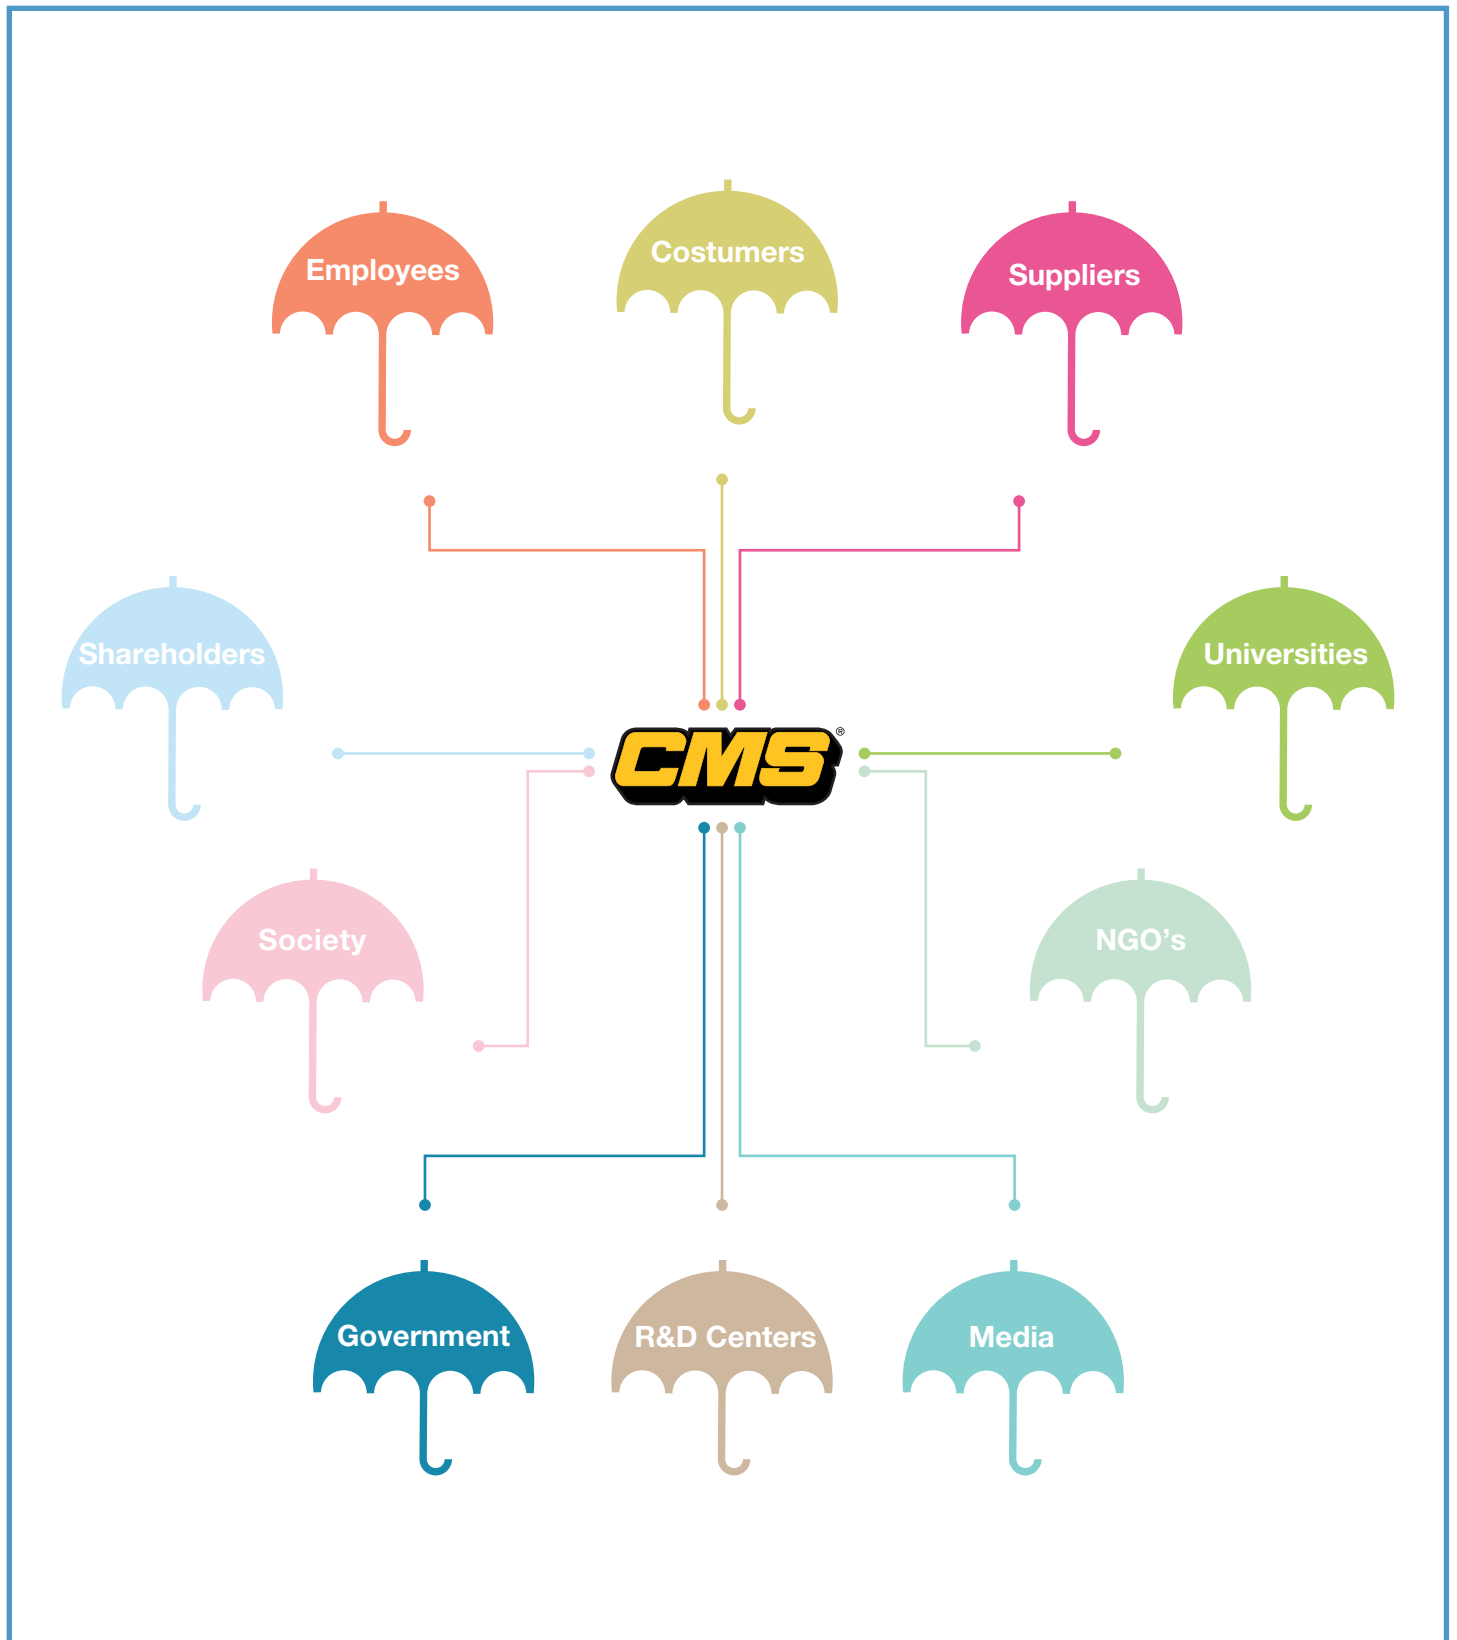 Employees
Costumers
Suppliers
Shareholders
Universities
CMS®
Society
NGO’s
Government
R&D Centers
Media